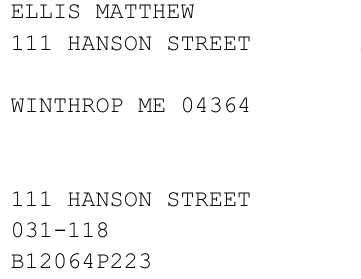 ELLIS MATTHEW
111 HANSON STREET
WINTHROP ME 04364
111 HANSON STREET
031-118
B12064P223